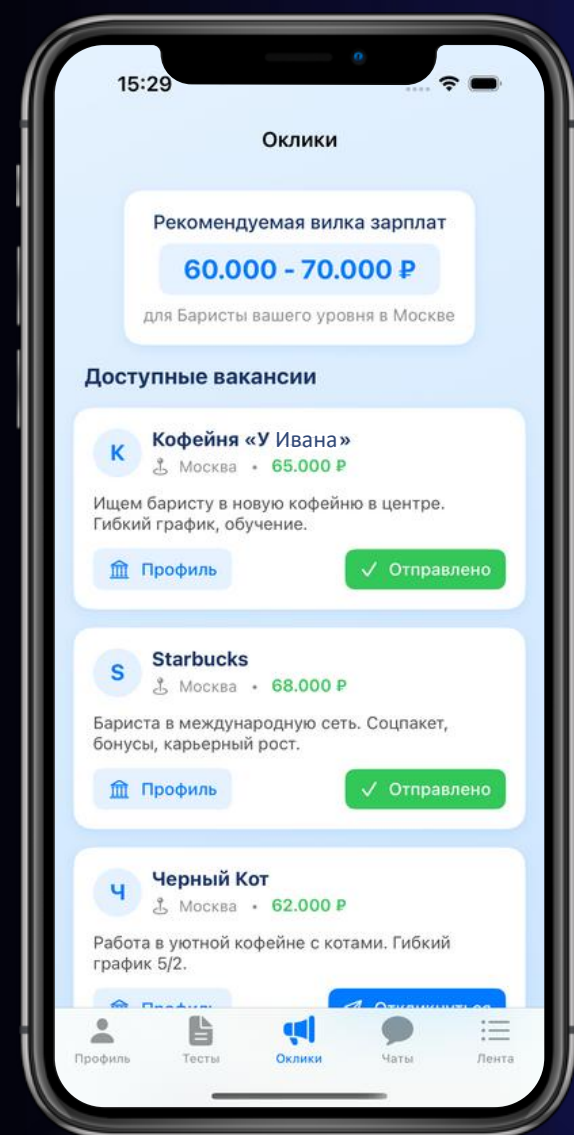 15:29
Оклики
Рекомендуемая вилка зарплат
60.000 - 70.000 ₽
для Баристы вашего уровня в Москве
Доступные вакансии
К
Кофейня «У Ивана»
Москва • 65.000 ₽
Ищем баристу в новую кофейню в центре.
Гибкий график, обучение.
Профиль
✓ Отправлено
S
Starbucks
Москва • 68.000 ₽
Бариста в международную сеть. Соцпакет,
бонусы, карьерный рост.
Профиль
✓ Отправлено
Ч
Черный Кот
Москва • 62.000 ₽
Работа в уютной кофейне с котами. Гибкий
график 5/2.
Профиль
Откликнуться
Профиль
Тесты
Оклики
Чаты
Лента